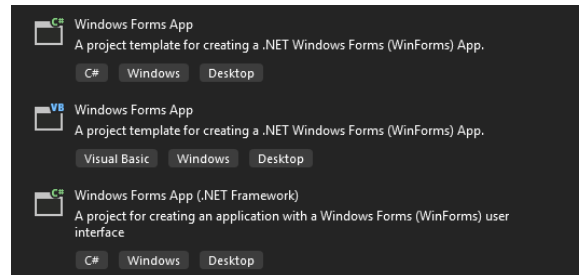 C#
Windows Forms App
A project template for creating a .NET Windows Forms (WinForms) App.
C# Windows Desktop
VB
Windows Forms App
A project template for creating a .NET Windows Forms (WinForms) App.
Visual Basic Windows Desktop
C#
Windows Forms App (.NET Framework)
A project for creating an application with a Windows Forms (WinForms) user
interface
C# Windows Desktop